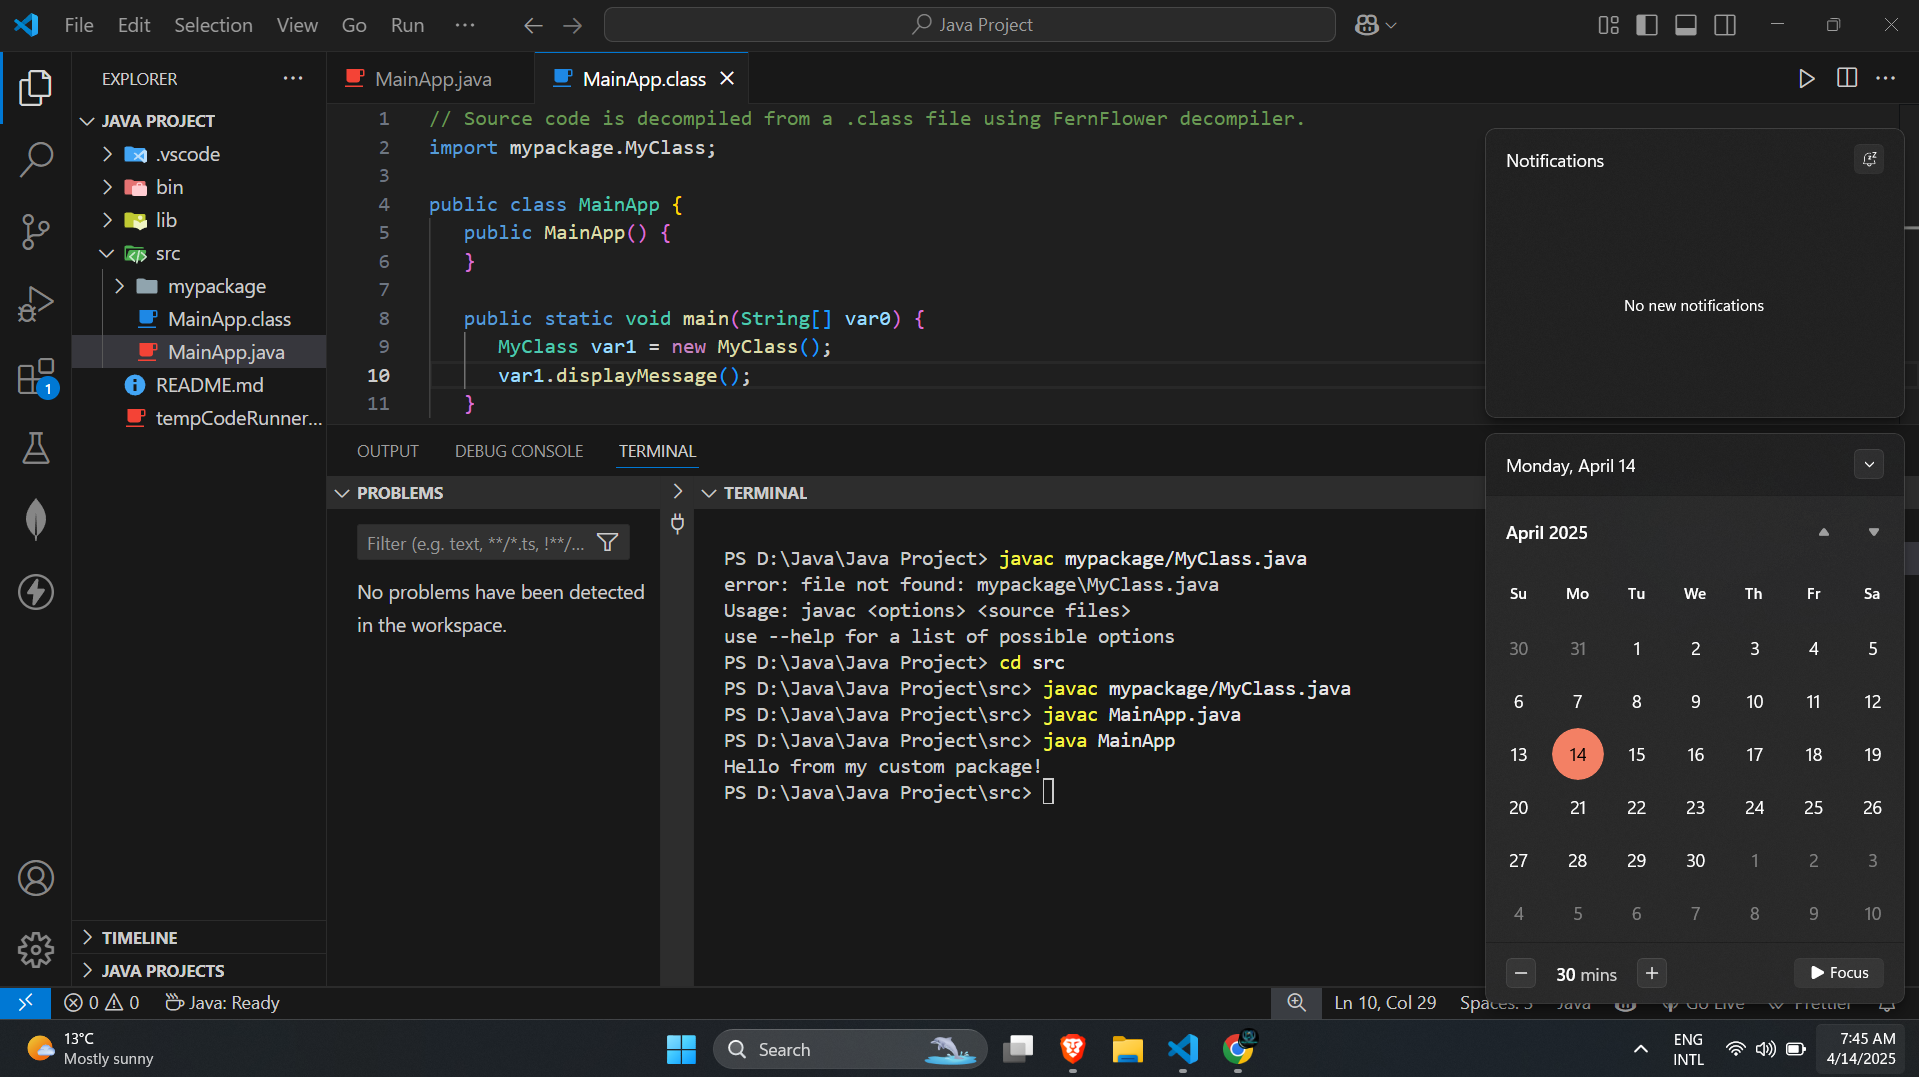 File Edit Selection View Go Run ··· Java Project
EXPLORER ···
JAVA PROJECT
.vscode
bin
lib
src
mypackage
MainApp.class
MainApp.java
README.md
tempCodeRunner...
TIMELINE
JAVA PROJECTS
1
MainApp.java MainApp.class
1 // Source code is decompiled from a .class file using FernFlower decompiler.
2 import mypackage.MyClass;
3
4 public class MainApp {
5 public MainApp() {
6 }
7
8 public static void main(String[] var0) {
9 MyClass var1 = new MyClass();
10 var1.displayMessage();
11 }
OUTPUT DEBUG CONSOLE TERMINAL
PROBLEMS
Filter (e.g. text, **/*.ts, !**/...
No problems have been detected
in the workspace.
TERMINAL
PS D:\Java\Java Project> javac mypackage/MyClass.java
error: file not found: mypackage\MyClass.java
Usage: javac <options> <source files>
use --help for a list of possible options
PS D:\Java\Java Project> cd src
PS D:\Java\Java Project\src> javac mypackage/MyClass.java
PS D:\Java\Java Project\src> javac MainApp.java
PS D:\Java\Java Project\src> java MainApp
Hello from my custom package!
PS D:\Java\Java Project\src>
Notifications
No new notifications
Monday, April 14
April 2025
Su Mo Tu We Th Fr Sa
30 31 1 2 3 4 5
6 7 8 9 10 11 12
13 14 15 16 17 18 19
20 21 22 23 24 25 26
27 28 29 30 1 2 3
4 5 6 7 8 9 10
30 mins Focus
0 0 Java: Ready Ln 10, Col 29 Spaces: 3 Java Go Live Prettier
13°C
Mostly sunny
Search
ENG
INTL
7:45 AM
4/14/2025